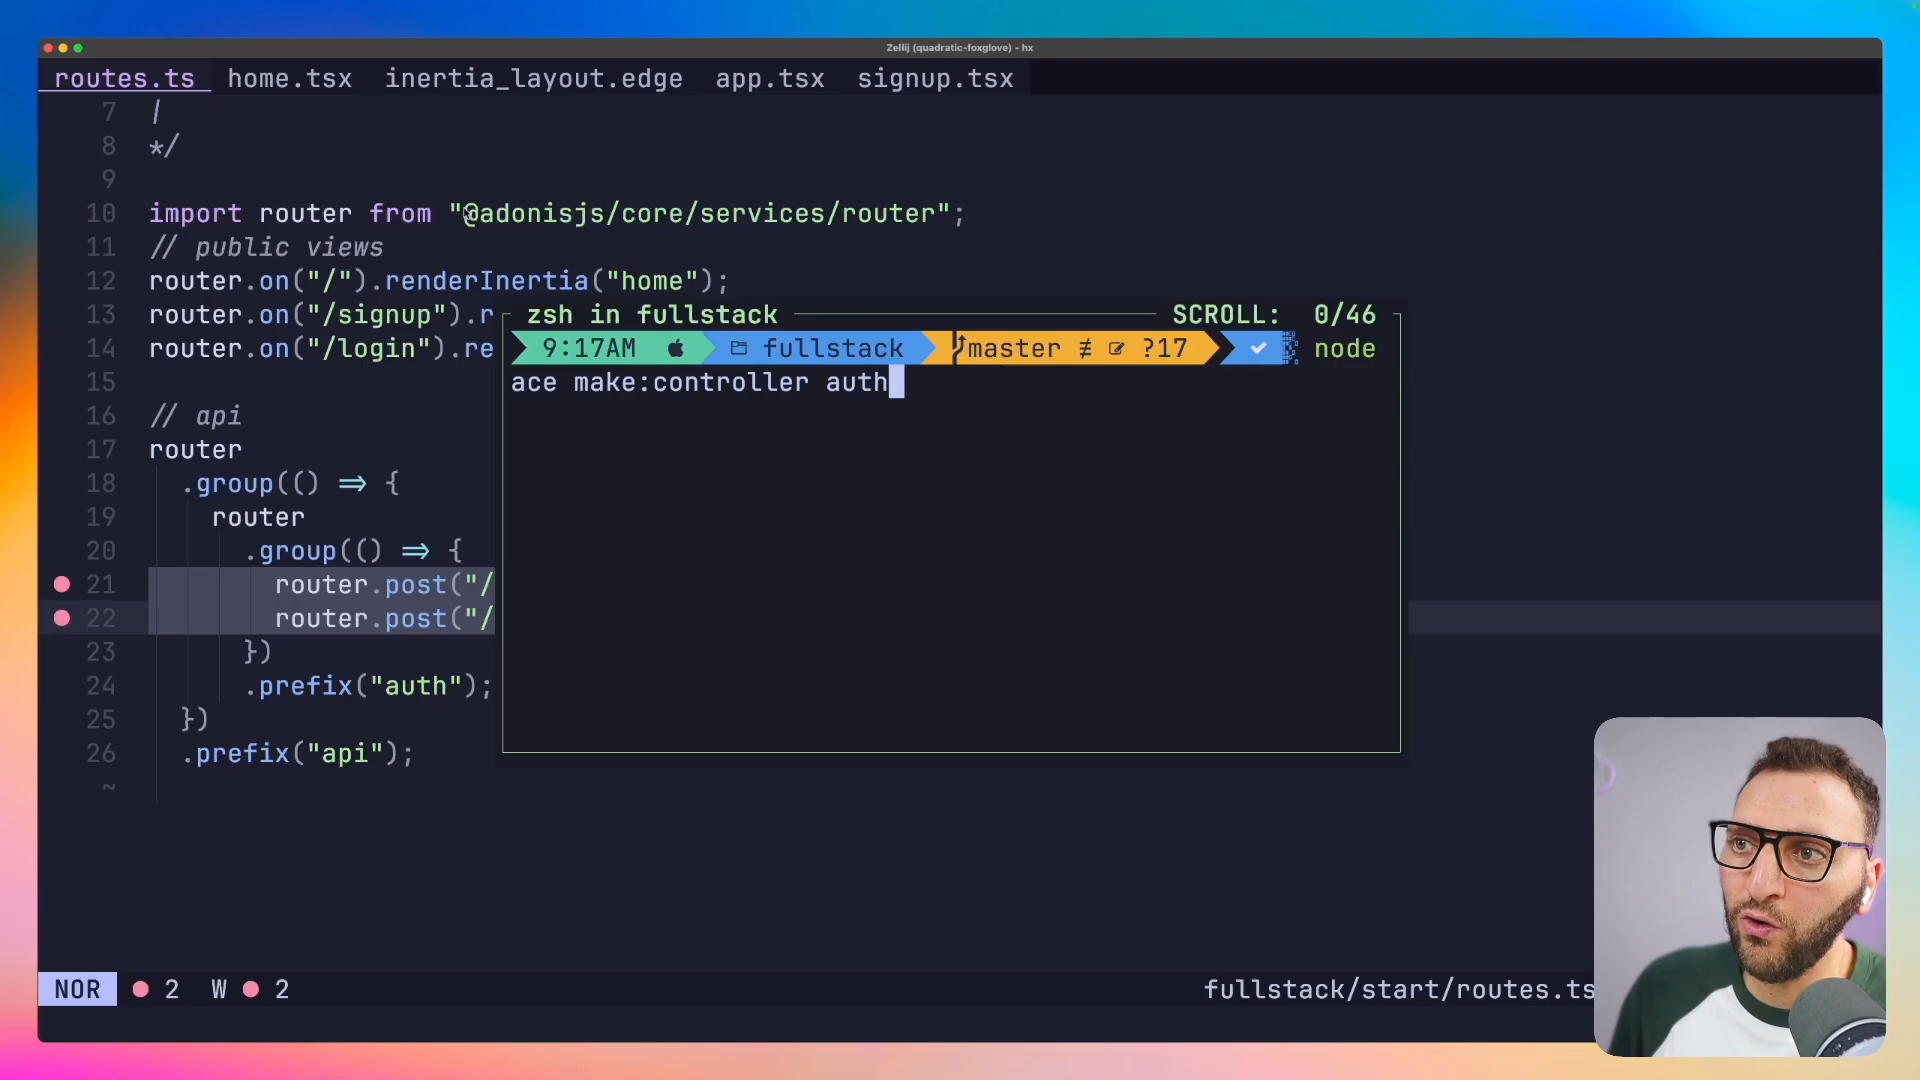 Zellij (quadratic-foxglove) - hx
routes.ts home.tsx inertia_layout.edge app.tsx signup.tsx
7 |
8 */
9
10 import router from "@adonisjs/core/services/router";
11 // public views
12 router.on("/").renderInertia("home");
13 router.on("/signup").r
14 router.on("/login").re
15
16 // api
17 router
18 .group(() => {
19 router
20 .group(() => {
21 router.post("/
22 router.post("/
23 })
24 .prefix("auth");
25 })
26 .prefix("api");
~
zsh in fullstack SCROLL: 0/46
9:17AM fullstack master ≢ ?17 ✓ node
ace make:controller auth
NOR ● 2 W ● 2 fullstack/start/routes.ts